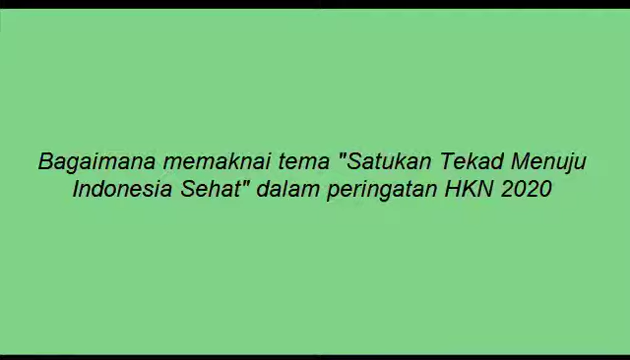 Bagaimana memaknai tema "Satukan Tekad Menuju
Indonesia Sehat" dalam peringatan HKN 2020